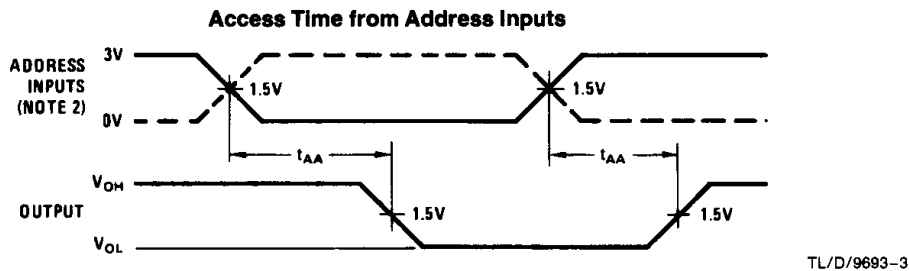 Access Time from Address Inputs
3V
ADDRESS
INPUTS
(NOTE 2)
1.5V
1.5V
0V
tAA
tAA
VOH
OUTPUT
1.5V
1.5V
VOL
TL/D/9693–3